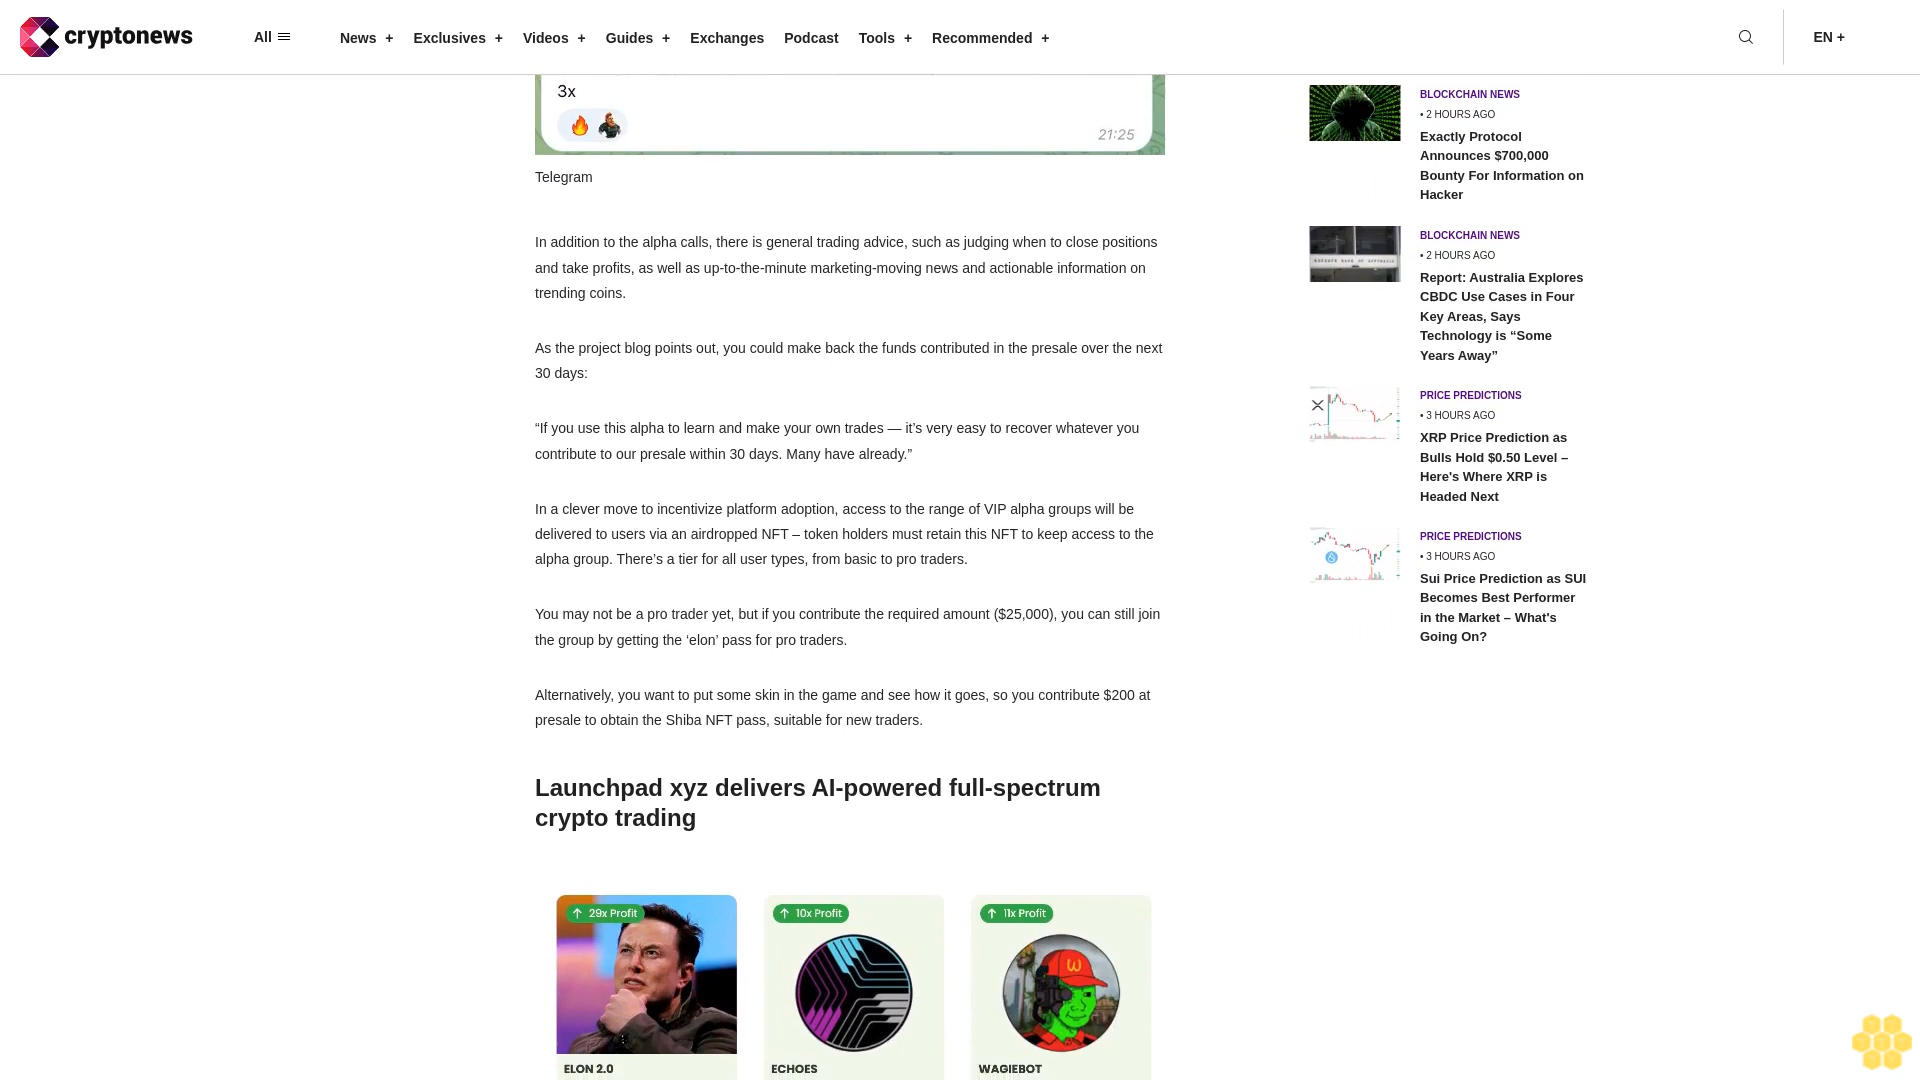 cryptonews
All
News +
Exclusives +
Videos +
Guides +
Exchanges
Podcast
Tools +
Recommended +
EN +
3x
21:25
Telegram
In addition to the alpha calls, there is general trading advice, such as judging when to close positions
and take profits, as well as up-to-the-minute marketing-moving news and actionable information on
trending coins.
As the project blog points out, you could make back the funds contributed in the presale over the next
30 days:
“If you use this alpha to learn and make your own trades — it’s very easy to recover whatever you
contribute to our presale within 30 days. Many have already.”
In a clever move to incentivize platform adoption, access to the range of VIP alpha groups will be
delivered to users via an airdropped NFT – token holders must retain this NFT to keep access to the
alpha group. There’s a tier for all user types, from basic to pro traders.
You may not be a pro trader yet, but if you contribute the required amount ($25,000), you can still join
the group by getting the ‘elon’ pass for pro traders.
Alternatively, you want to put some skin in the game and see how it goes, so you contribute $200 at
presale to obtain the Shiba NFT pass, suitable for new traders.
Launchpad xyz delivers AI-powered full-spectrum
crypto trading
29x Profit
10x Profit
11x Profit
ELON 2.0
ECHOES
WAGIEBOT
BLOCKCHAIN NEWS
• 2 HOURS AGO
Exactly Protocol
Announces $700,000
Bounty For Information on
Hacker
BLOCKCHAIN NEWS
• 2 HOURS AGO
Report: Australia Explores
CBDC Use Cases in Four
Key Areas, Says
Technology is “Some
Years Away”
PRICE PREDICTIONS
• 3 HOURS AGO
XRP Price Prediction as
Bulls Hold $0.50 Level –
Here's Where XRP is
Headed Next
PRICE PREDICTIONS
• 3 HOURS AGO
Sui Price Prediction as SUI
Becomes Best Performer
in the Market – What's
Going On?